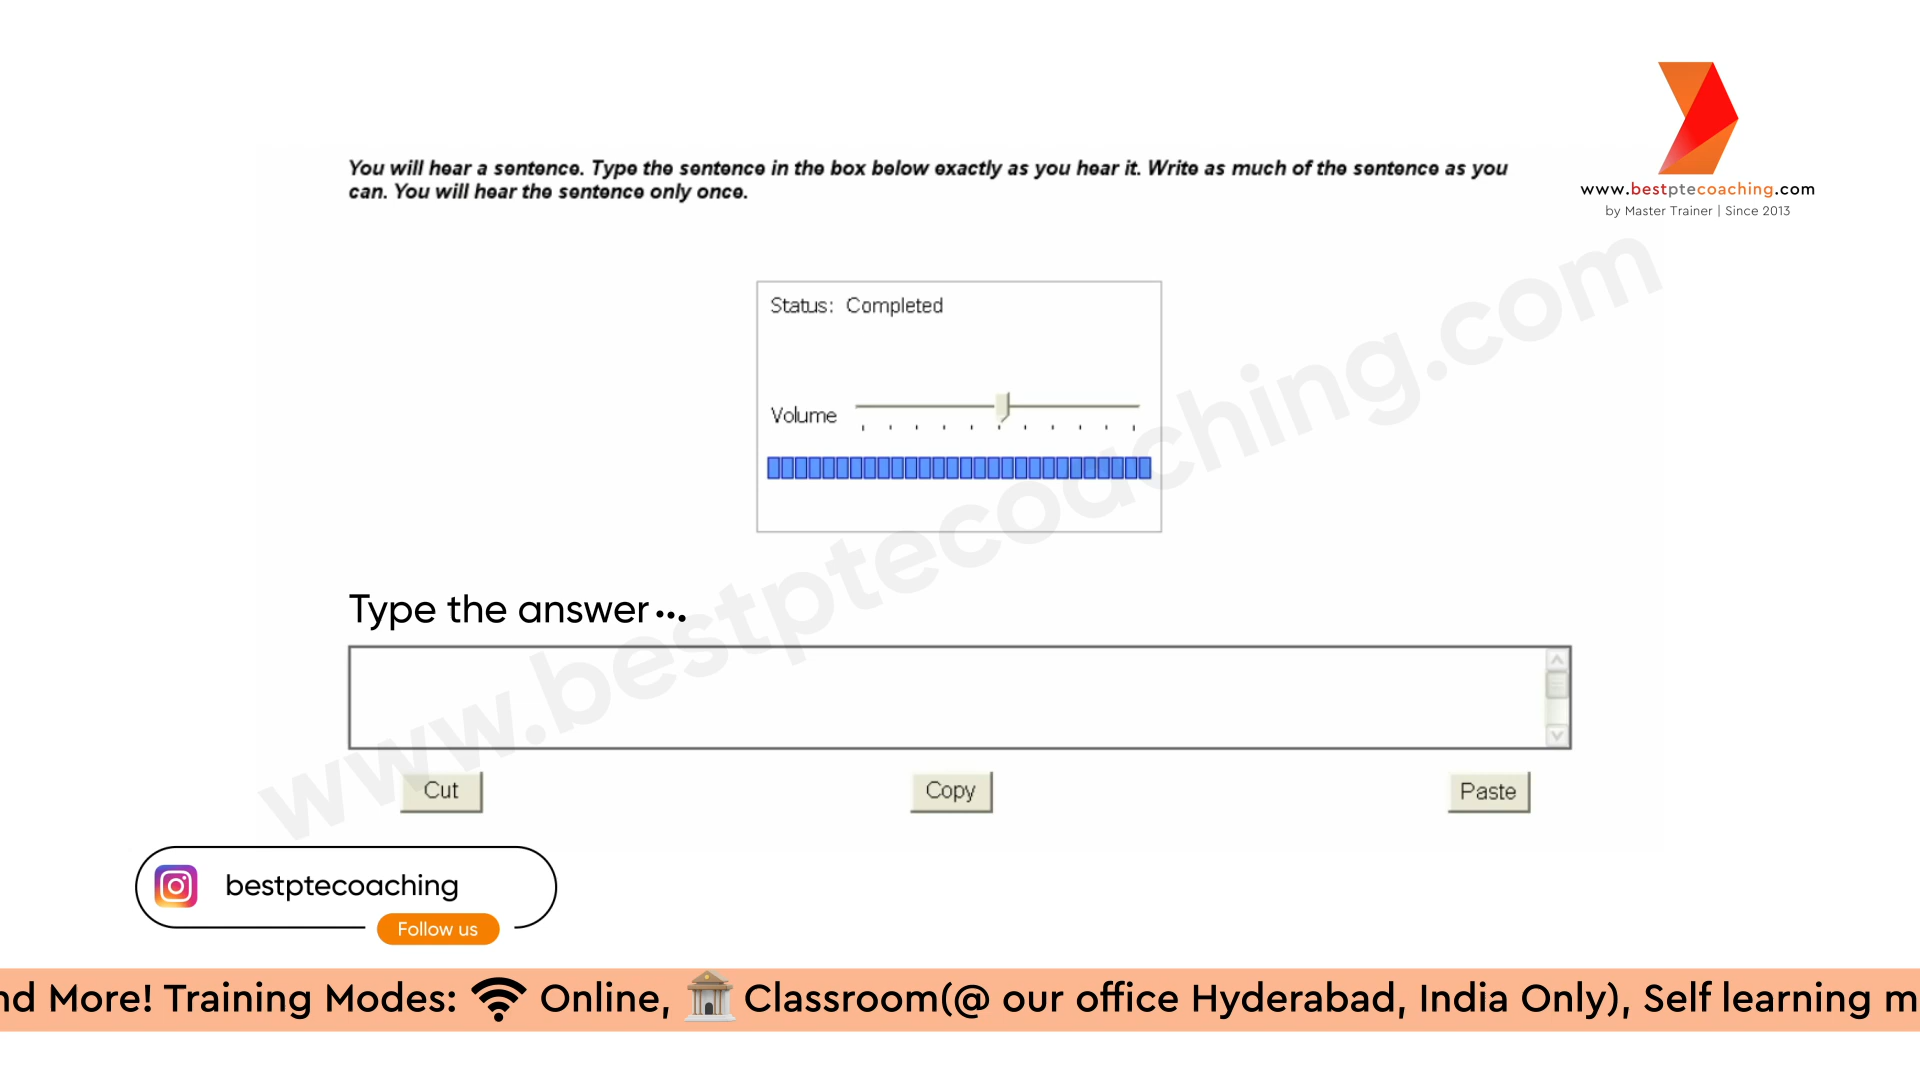 You will hear a sentence. Type the sentence in the box below exactly as you hear it. Write as much of the sentence as you
can. You will hear the sentence only once.
www.bestptecoaching.com
by Master Trainer | Since 2013
Status: Completed
Volume
www.bestptecoaching.com
Type the answer...
Cut
Copy
Paste
bestptecoaching
Follow us
nd More! Training Modes: Online, Classroom(@ our office Hyderabad, India Only), Self learning m